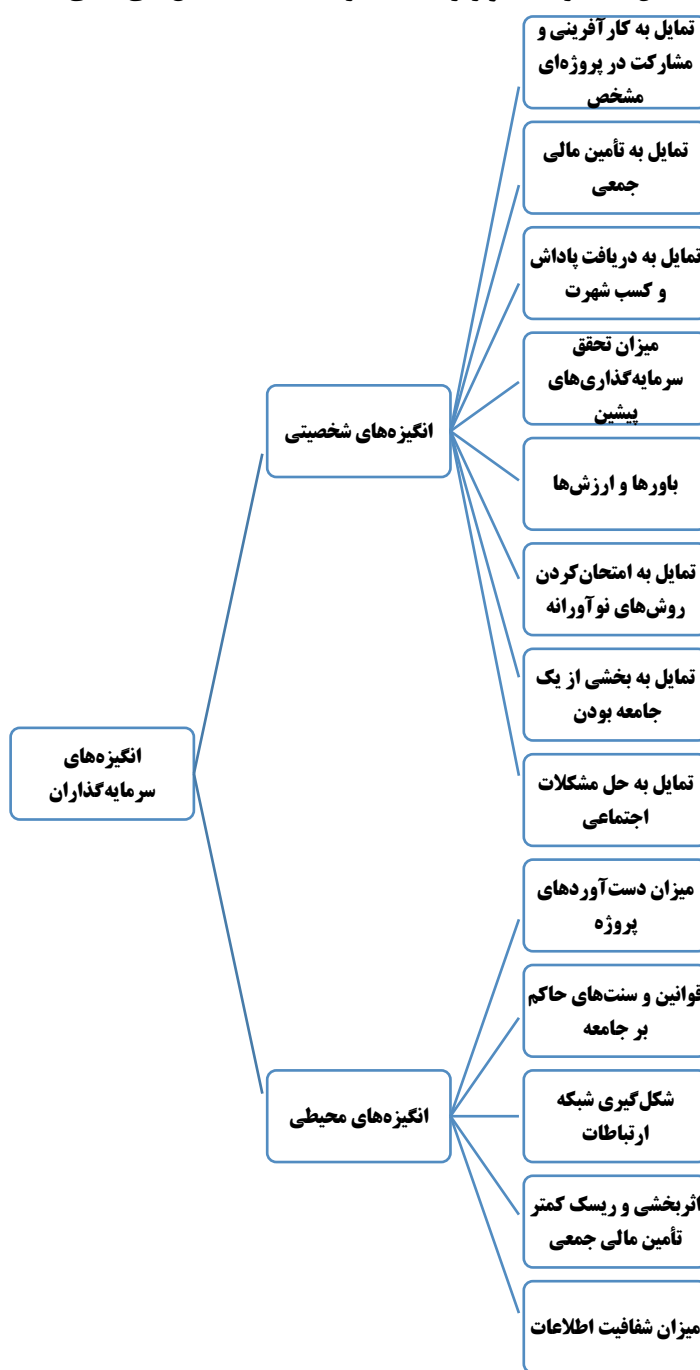 تمایل به کارآفرینی و
مشارکت در پروژه‌ای
مشخص
تمایل به تأمین مالی
جمعی
تمایل به دریافت پاداش
و کسب شهرت
میزان تحقق
سرمایه‌گذاری‌های
پیشین
انگیزه‌های شخصیتی
باورها و ارزش‌ها
تمایل به امتحان‌کردن
روش‌های نوآورانه
تمایل به بخشی از یک
جامعه بودن
انگیزه‌های
سرمایه‌گذاران
تمایل به حل مشکلات
اجتماعی
میزان دست‌آوردهای
پروژه
قوانین و سنت‌های حاکم
بر جامعه
انگیزه‌های محیطی
شکل‌گیری شبکه
ارتباطات
اثربخشی و ریسک کمتر
تأمین مالی جمعی
میزان شفافیت اطلاعات